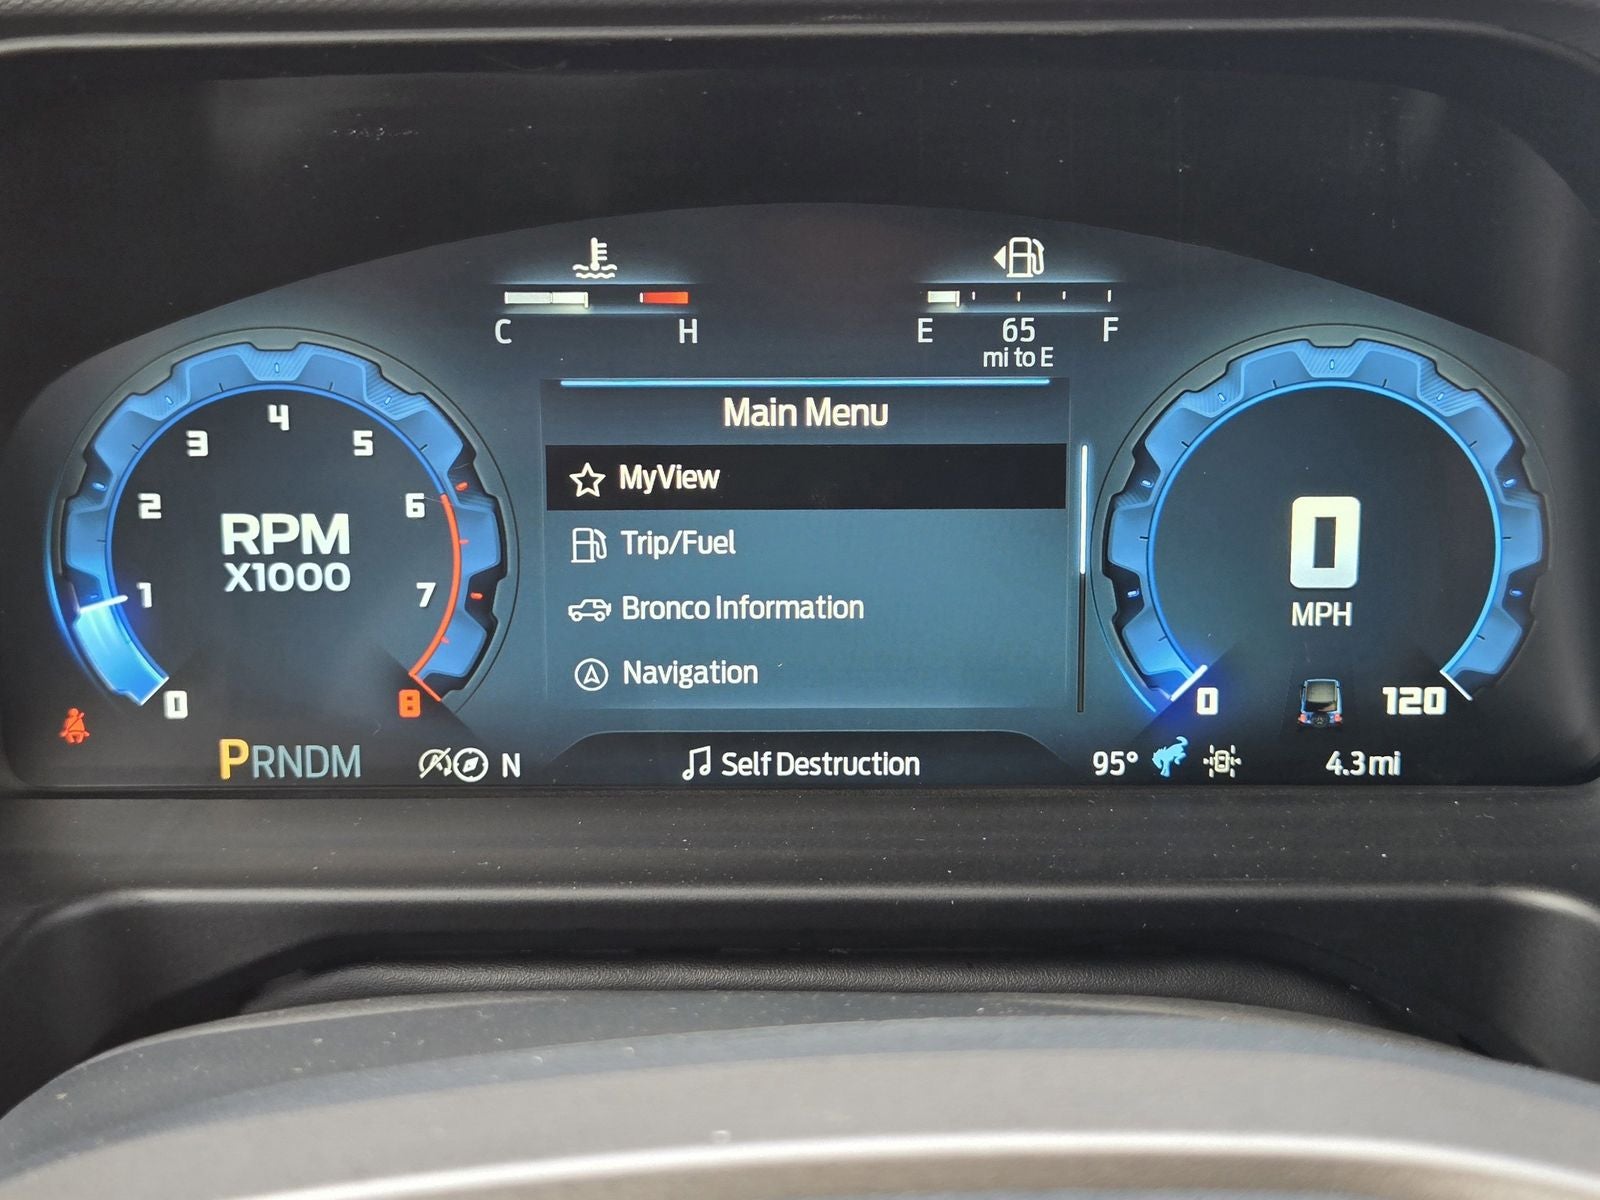 C H
E 65 F
mi to E
Main Menu
MyView
Trip/Fuel
Bronco Information
Navigation
0 1 2 3 4 5 6 7 8
RPM
X1000
0
MPH
0 120
PRNDM
N
Self Destruction
95°
4.3 mi